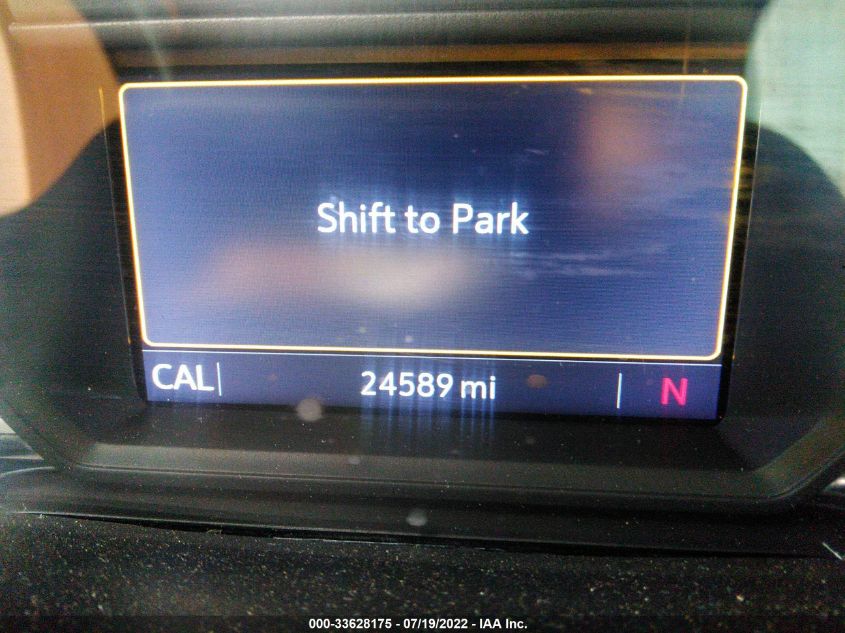 Shift to Park
CAL 24589 mi N
000-33628175 - 07/19/2022 - IAA Inc.